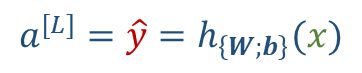 a^{[L]} = ŷ = h_{\{W;b\}}(x)